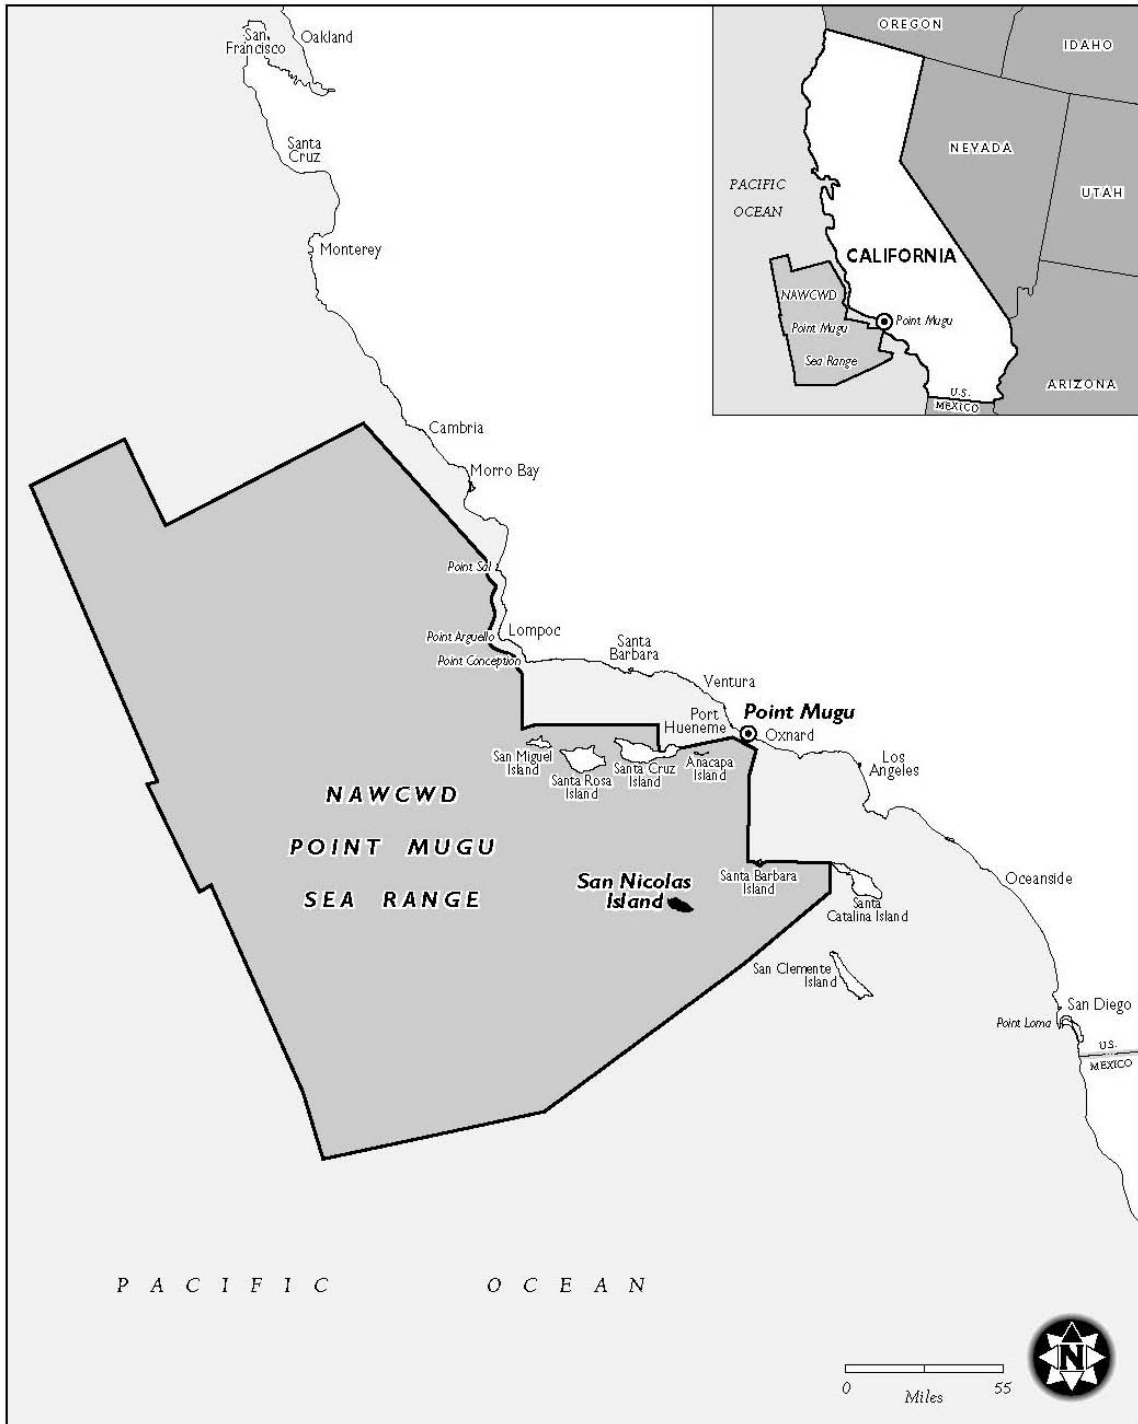 San
Francisco
Oakland
Santa
Cruz
Monterey
Cambria
Morro Bay
Point Sal
Point Arguello
Lompoc
Point Conception
Santa
Barbara
Ventura
Port
Hueneme
Point Mugu
Oxnard
Los
Angeles
San Miguel
Island
Santa Rosa
Island
Santa Cruz
Island
Anacapa
Island
NAWCWD
POINT MUGU
SEA RANGE
San Nicolas
Island
Santa Barbara
Island
Santa
Catalina Island
Oceanside
San Clemente
Island
San Diego
Point Loma
U.S.
MEXICO
PACIFIC OCEAN
OREGON
IDAHO
NEVADA
UTAH
PACIFIC
OCEAN
CALIFORNIA
NAWCWD
Point Mugu
Sea Range
Point Mugu
ARIZONA
U.S.
MEXICO
N
0 55
Miles